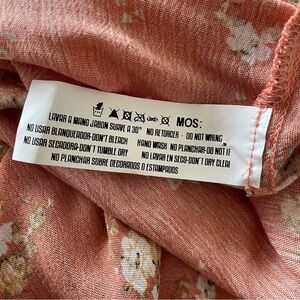 MOS:
LAVAR A MANO JABON SUAVE A 30° NO RETORCER - DO NOT WRING
NO USAR BLANQUEADOR-DON'T BLEACH HAND WASH NO PLANCHAR-DO NOT
NO USAR SECADORA-DON'T TUMBLE DRY NO LAVAR EN SECO-DON'T DRY CLEA
NO PLANCHAR SOBRE DECORADOS O ESTAMPADOS